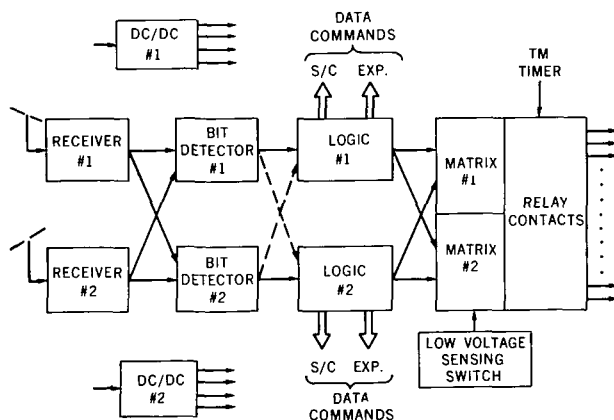 DATA
COMMANDS
DC/DC
#1
S/C EXP.
TM
TIMER
RECEIVER
#1
BIT
DETECTOR
#1
LOGIC
#1
MATRIX
#1
RELAY
CONTACTS
MATRIX
#2
RECEIVER
#2
BIT
DETECTOR
#2
LOGIC
#2
LOW VOLTAGE
SENSING
SWITCH
S/C EXP.
DC/DC
#2
DATA
COMMANDS